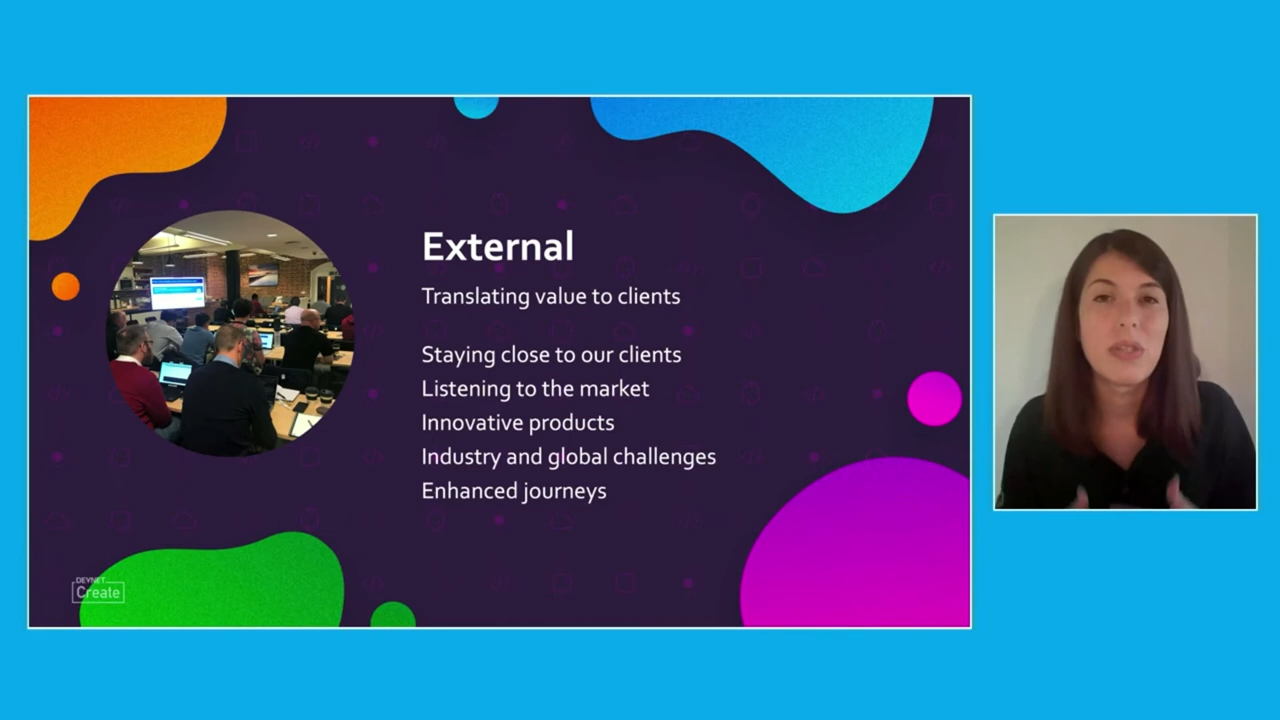 External
Translating value to clients
Staying close to our clients
Listening to the market
Innovative products
Industry and global challenges
Enhanced journeys
DEVNET
Create